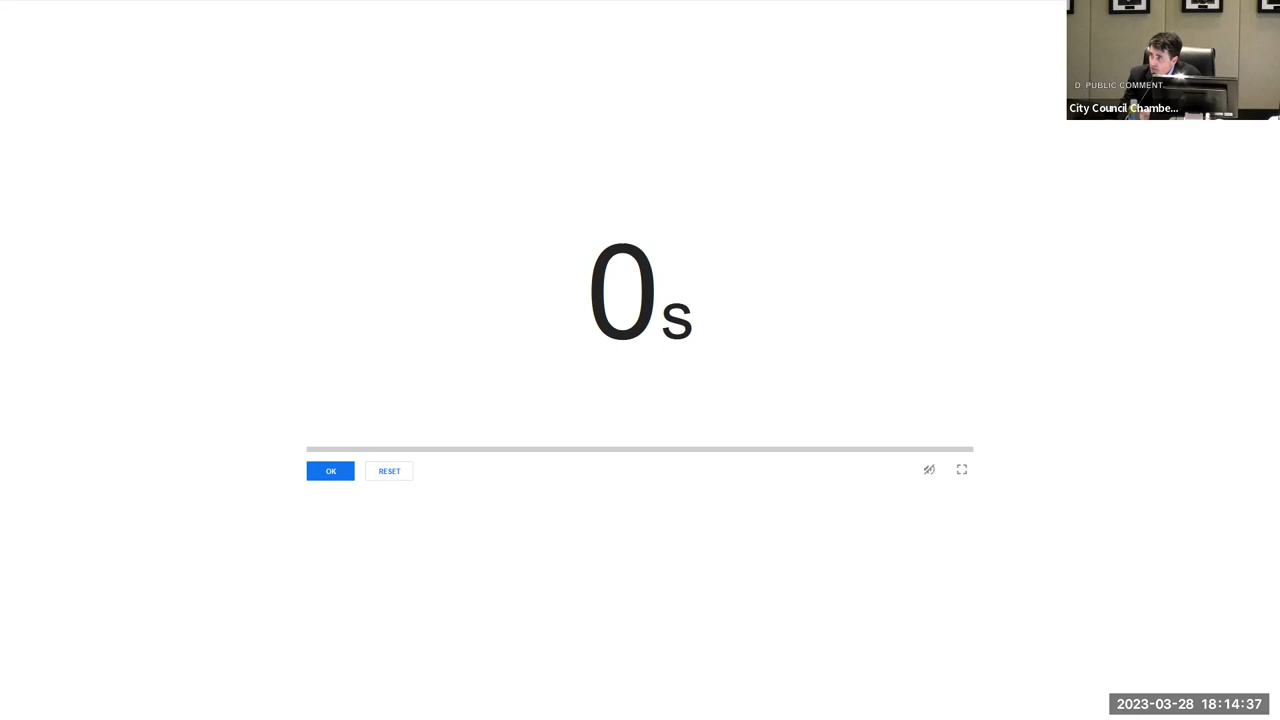 D PUBLIC COMMENT
City Council Chambe...
0s
OK
RESET
2023-03-28 18:14:37